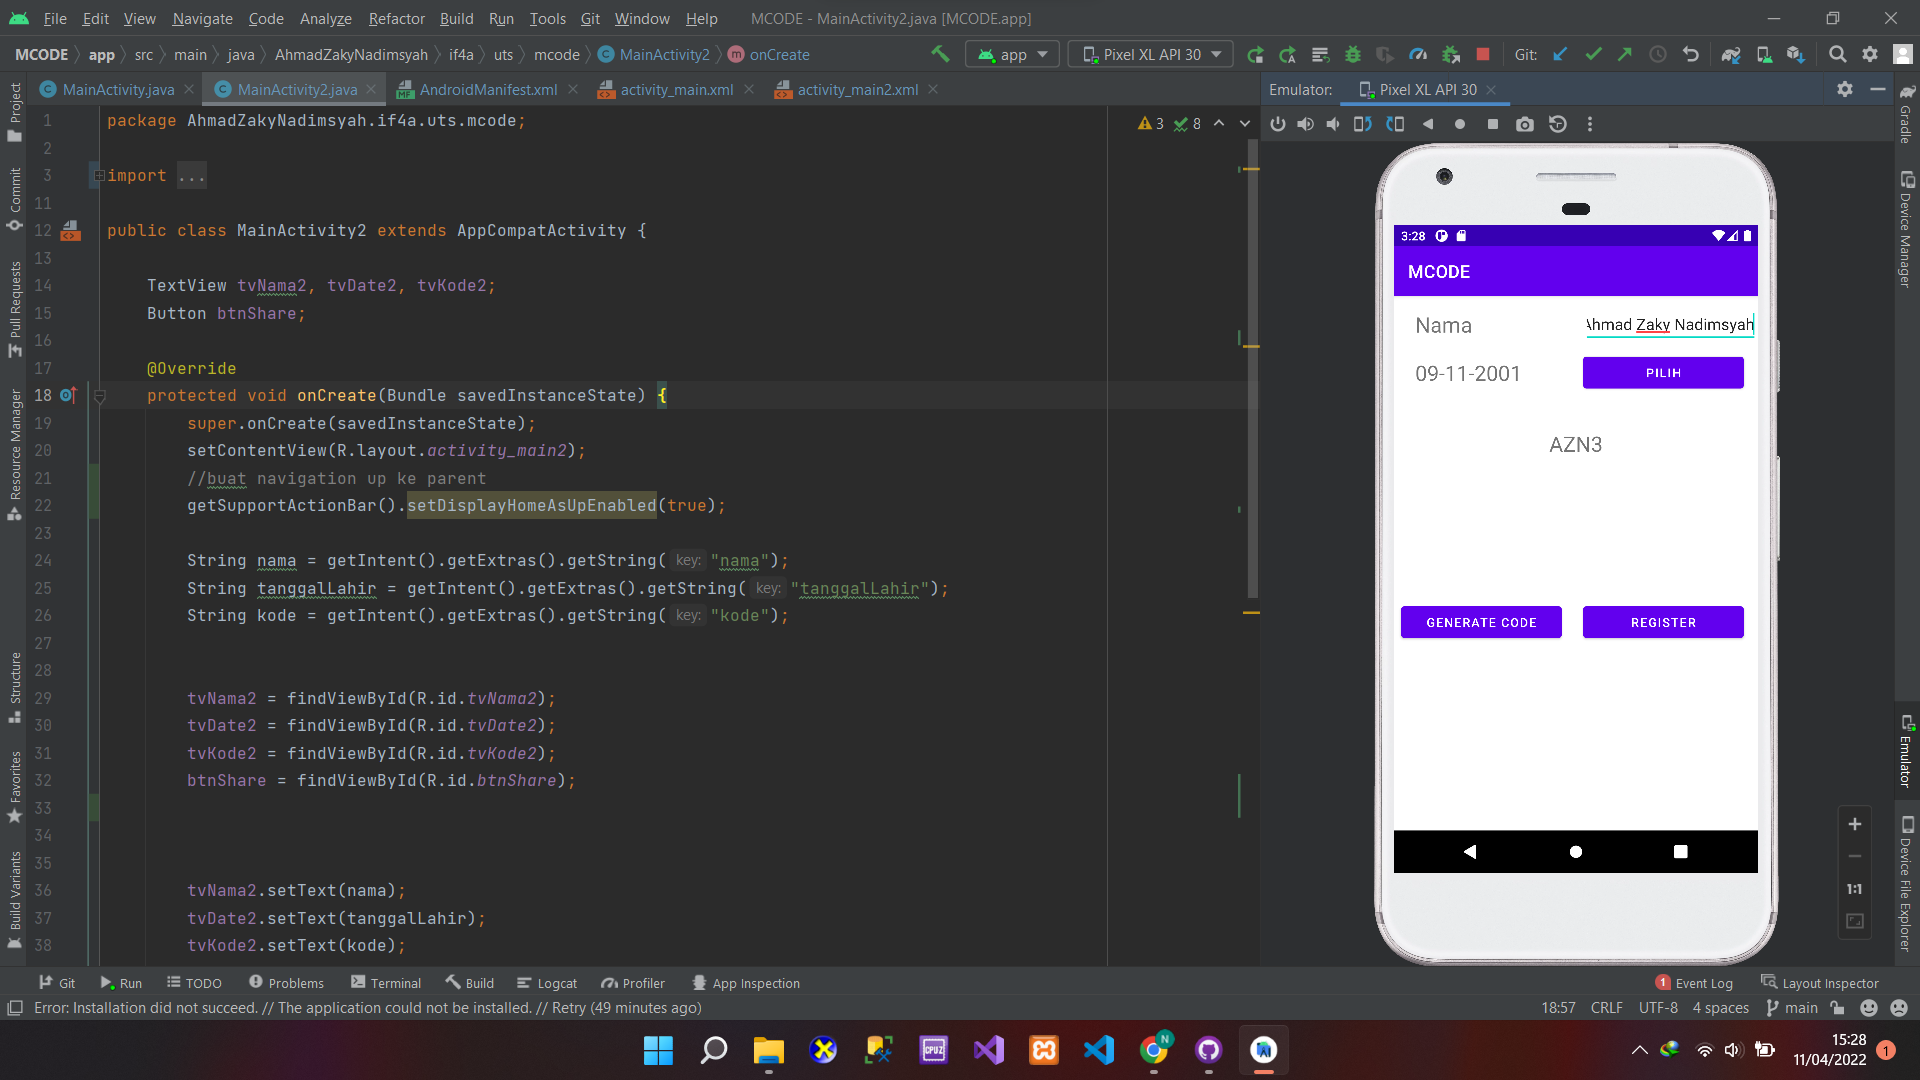 File Edit View Navigate Code Analyze Refactor Build Run Tools Git Window Help MCODE - MainActivity2.java [MCODE.app]
MCODE app src main java AhmadZakyNadimsyah if4a uts mcode MainActivity2 onCreate app Pixel XL API 30 Git:
MainActivity.java MainActivity2.java AndroidManifest.xml activity_main.xml activity_main2.xml
Emulator: Pixel XL API 30
3 8
1 package AhmadZakyNadimsyah.if4a.uts.mcode;
2
3 import ...
11
12 public class MainActivity2 extends AppCompatActivity {
13
14 TextView tvNama2, tvDate2, tvKode2;
15 Button btnShare;
16
17 @Override
18 protected void onCreate(Bundle savedInstanceState) {
19 super.onCreate(savedInstanceState);
20 setContentView(R.layout.activity_main2);
21 //buat navigation up ke parent
22 getSupportActionBar().setDisplayHomeAsUpEnabled(true);
23
24 String nama = getIntent().getExtras().getString( key: "nama");
25 String tanggalLahir = getIntent().getExtras().getString( key: "tanggalLahir");
26 String kode = getIntent().getExtras().getString( key: "kode");
27
28
29 tvNama2 = findViewById(R.id.tvNama2);
30 tvDate2 = findViewById(R.id.tvDate2);
31 tvKode2 = findViewById(R.id.tvKode2);
32 btnShare = findViewById(R.id.btnShare);
33
34
35
36 tvNama2.setText(nama);
37 tvDate2.setText(tanggalLahir);
38 tvKode2.setText(kode);
Project
Commit
Pull Requests
Resource Manager
Structure
Favorites
Build Variants
3:28
MCODE
Nama Ahmad Zaky Nadimsyah
09-11-2001 PILIH
AZN3
GENERATE CODE REGISTER
1:1
Gradle
Device Manager
Emulator
Device File Explorer
Git Run TODO Problems Terminal Build Logcat Profiler App Inspection 1 Event Log Layout Inspector
Error: Installation did not succeed. // The application could not be installed. // Retry (49 minutes ago) 18:57 CRLF UTF-8 4 spaces main
CPUZ
N
15:28
11/04/2022
1